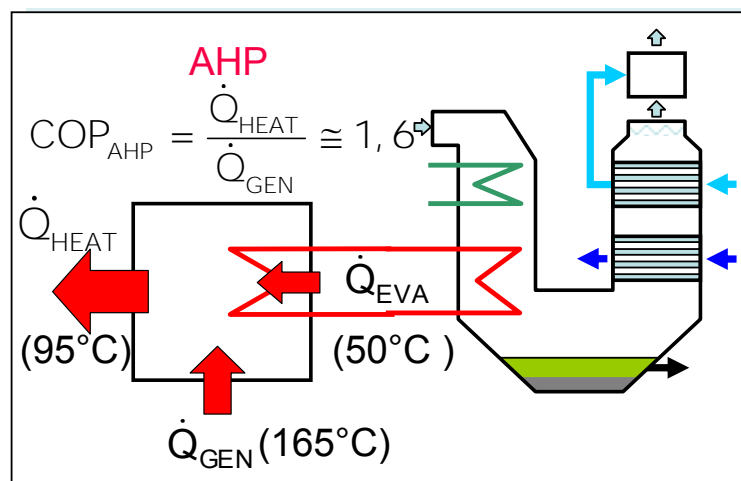 AHP
COP_AHP = Q̇_HEAT / Q̇_GEN ≅ 1,6
Q̇_HEAT
Q̇_EVA
(95°C)
(50°C )
Q̇_GEN (165°C)